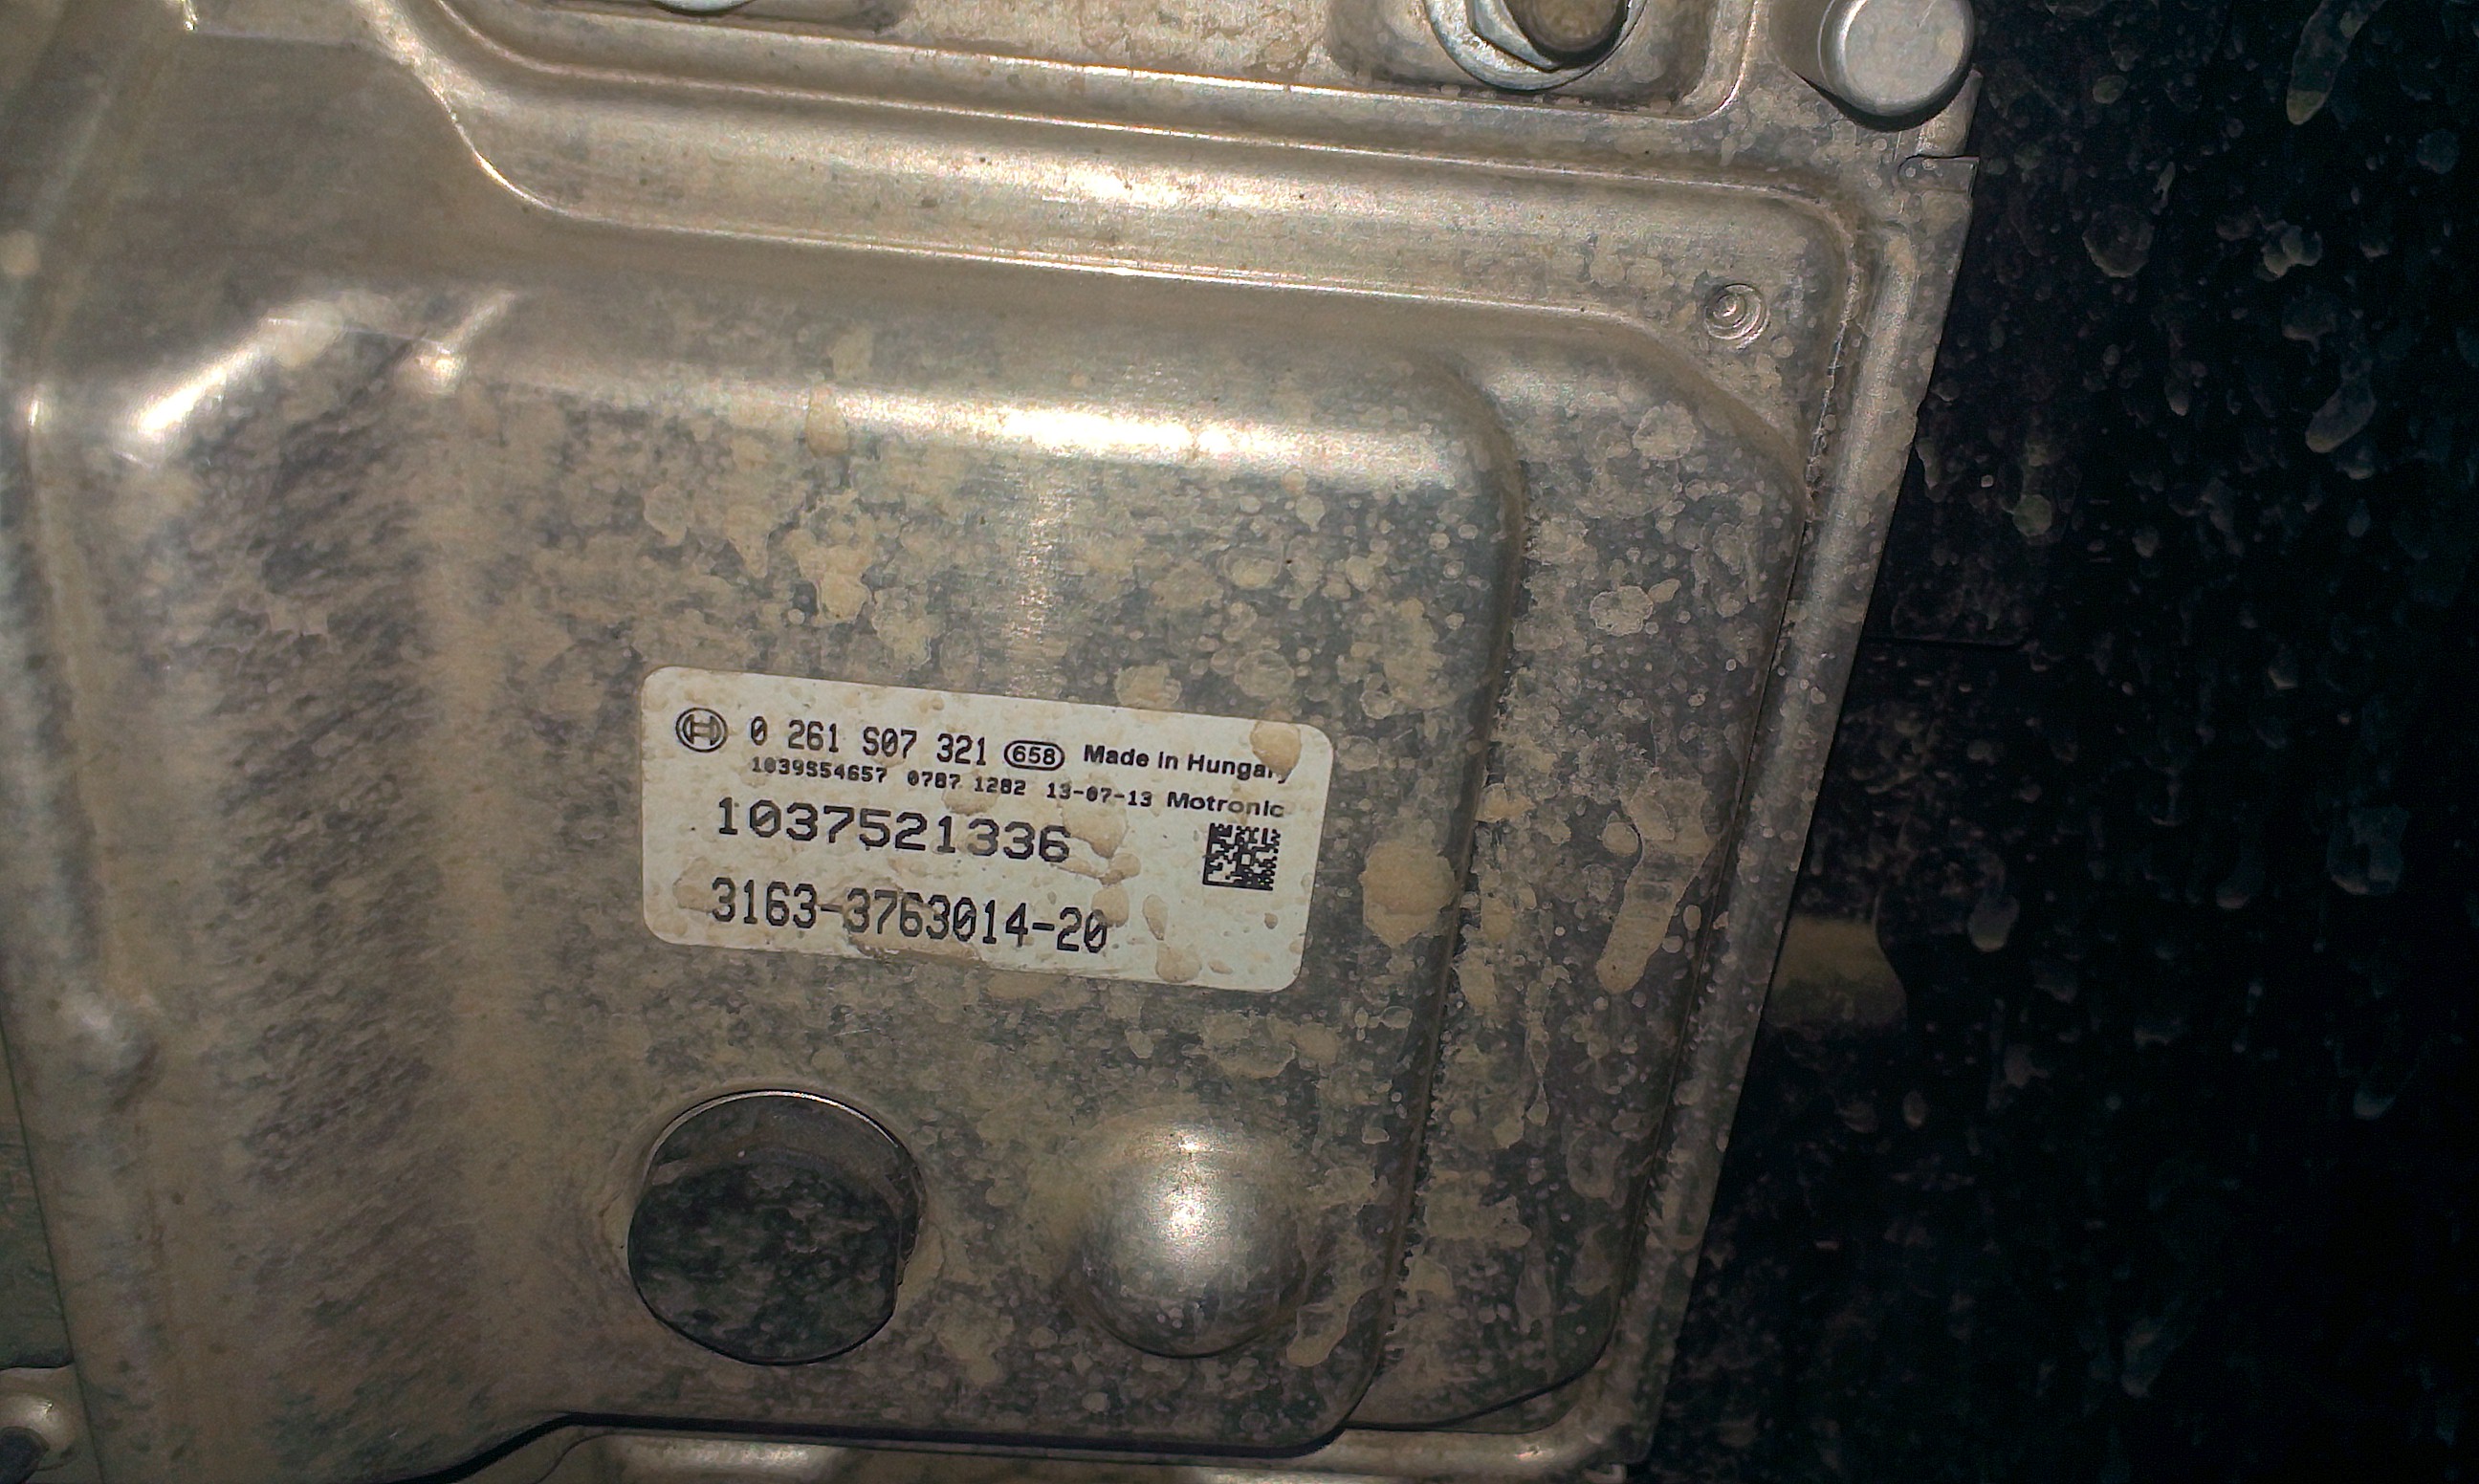 0 261 S07 321 658 Made in Hungary
1039S54657 0787 1282 13-07-13 Motronic
1037521336
3163-3763014-20